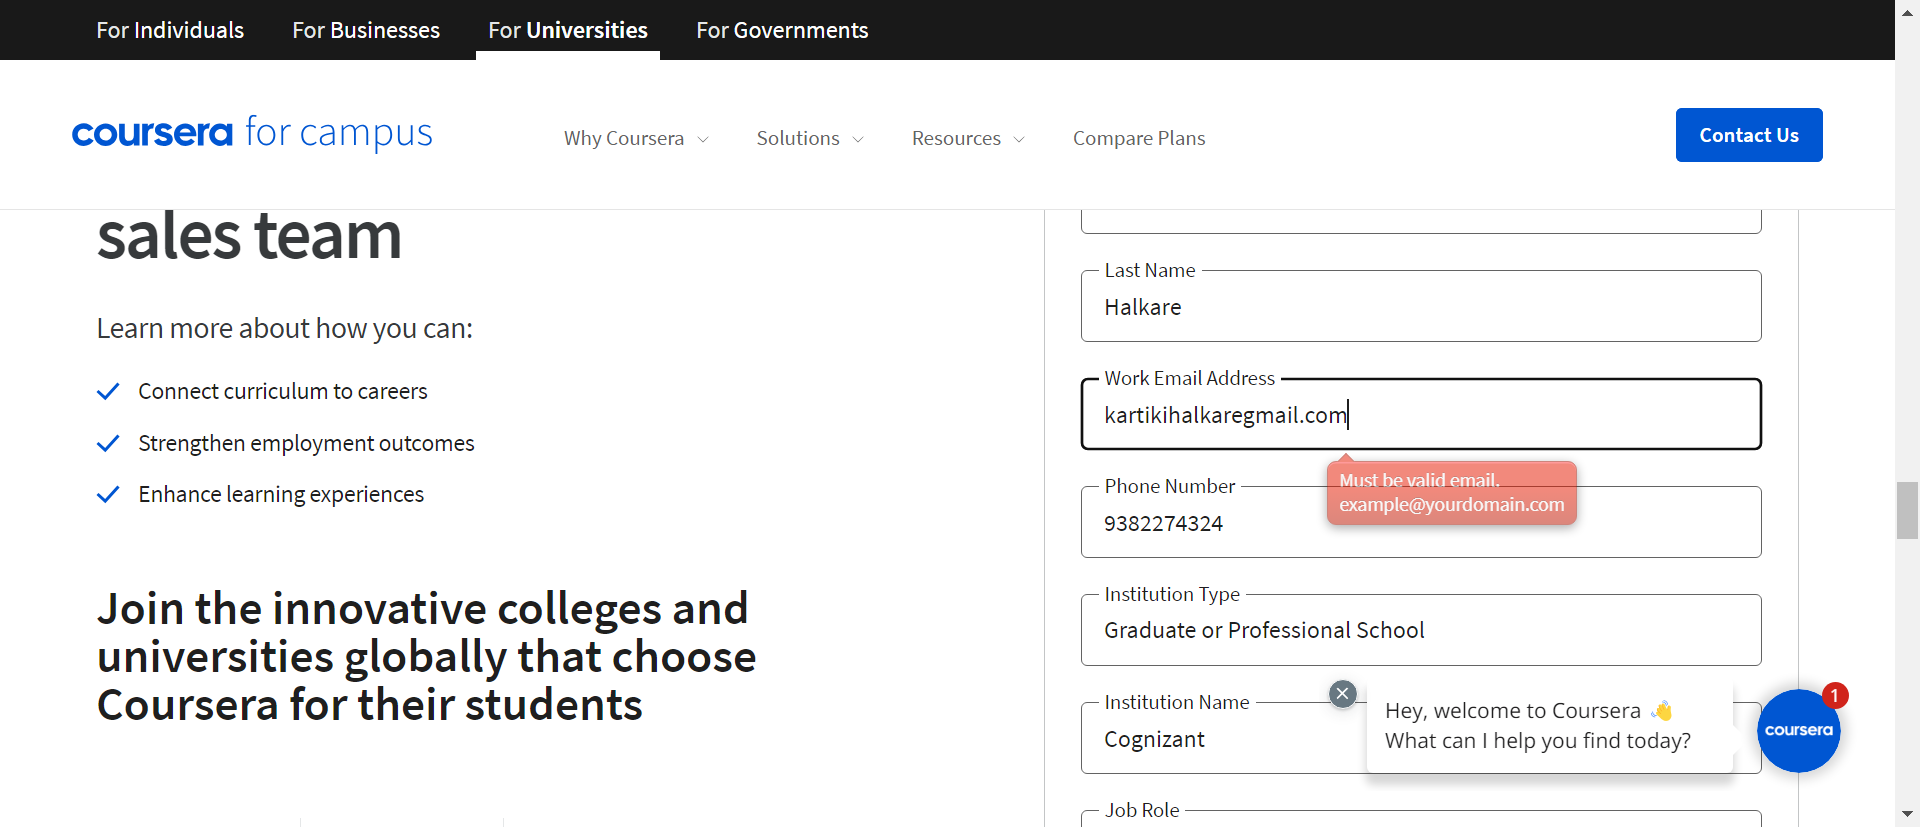 For Individuals
For Businesses
For Universities
For Governments
coursera for campus
Why Coursera
Solutions
Resources
Compare Plans
Contact Us
sales team
Learn more about how you can:
Connect curriculum to careers
Strengthen employment outcomes
Enhance learning experiences
Join the innovative colleges and
universities globally that choose
Coursera for their students
Last Name
Halkare
Work Email Address
kartikihalkaregmail.com
Must be valid email.
example@yourdomain.com
Phone Number
9382274324
Institution Type
Graduate or Professional School
Institution Name
Cognizant
Hey, welcome to Coursera 👋
What can I help you find today?
1
coursera
Job Role